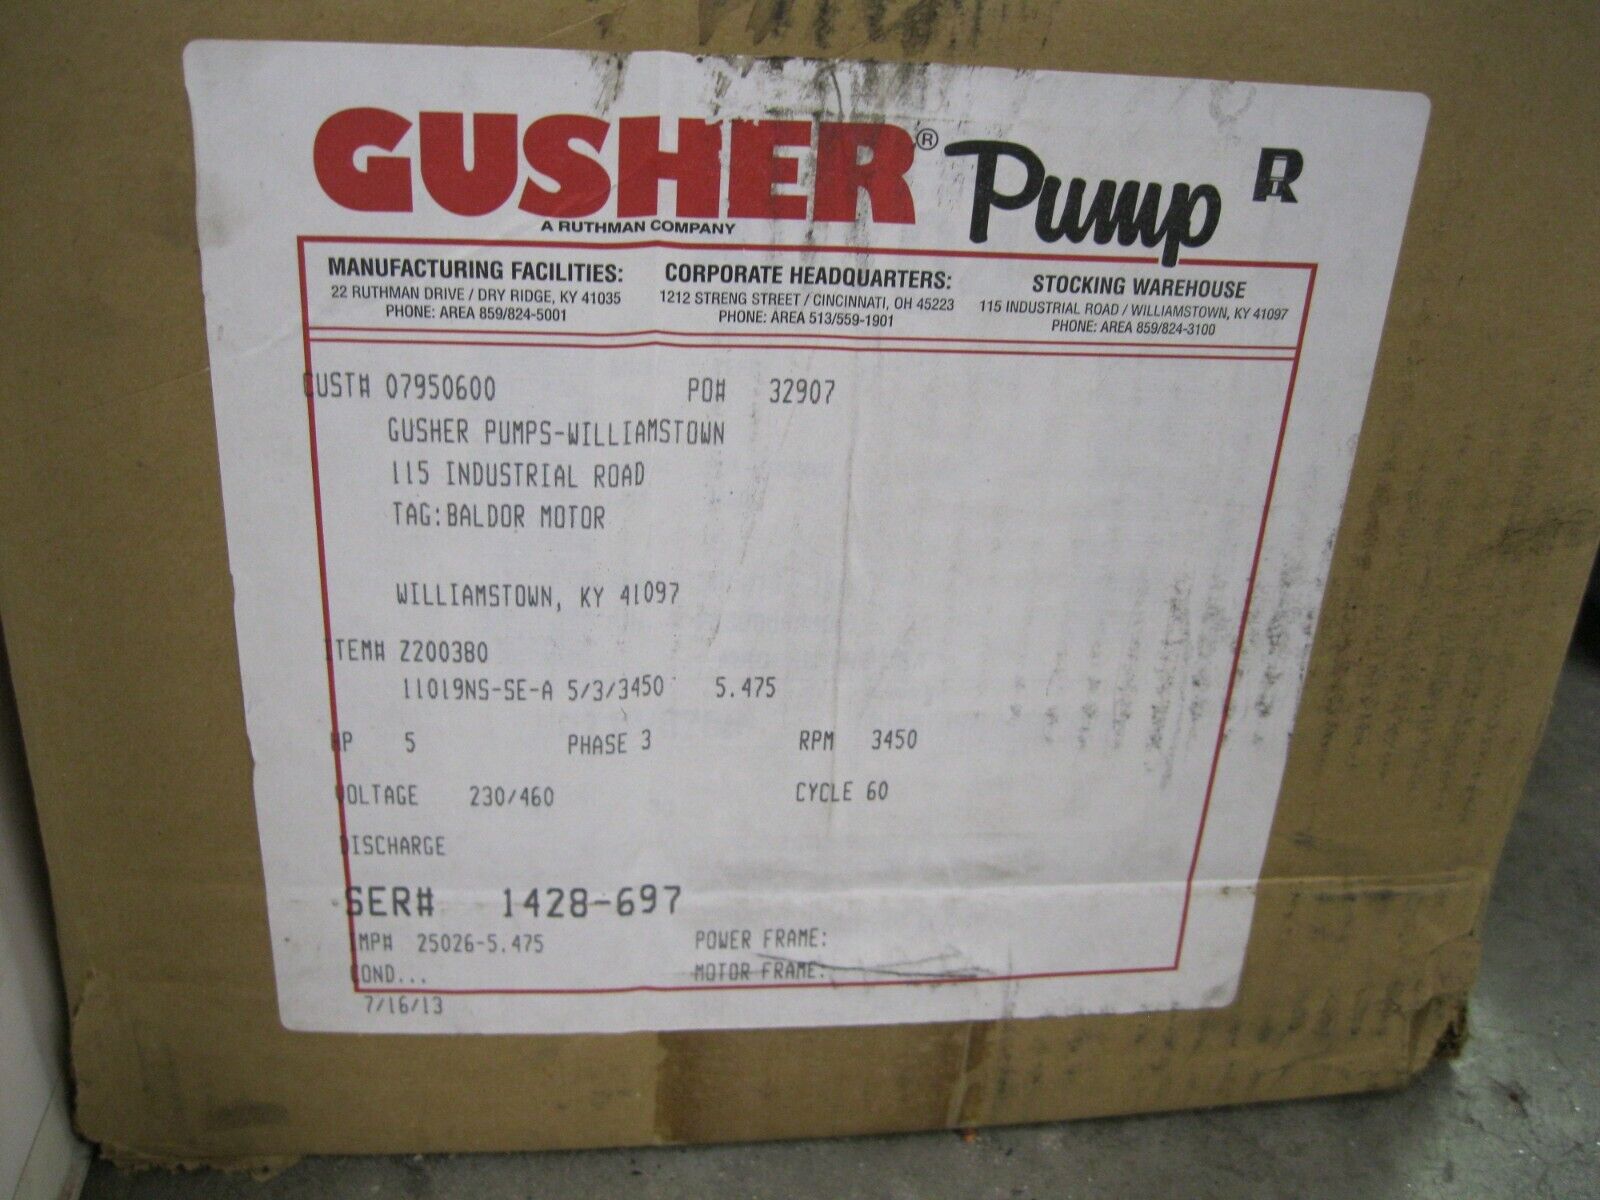 GUSHER® Pump R
A RUTHMAN COMPANY
MANUFACTURING FACILITIES:
22 RUTHMAN DRIVE / DRY RIDGE, KY 41035
PHONE: AREA 859/824-5001
CORPORATE HEADQUARTERS:
1212 STRENG STREET / CINCINNATI, OH 45223
PHONE: AREA 513/559-1901
STOCKING WAREHOUSE
115 INDUSTRIAL ROAD / WILLIAMSTOWN, KY 41097
PHONE: AREA 859/824-3100
CUST# 07950600 PO# 32907
GUSHER PUMPS-WILLIAMSTOWN
115 INDUSTRIAL ROAD
TAG:BALDOR MOTOR
WILLIAMSTOWN, KY 41097
ITEM# Z200380
11019NS-SE-A 5/3/3450 5.475
HP 5 PHASE 3 RPM 3450
VOLTAGE 230/460 CYCLE 60
DISCHARGE
SER# 1428-697
IMP# 25026-5.475 POWER FRAME:
COND... MOTOR FRAME:
7/16/13